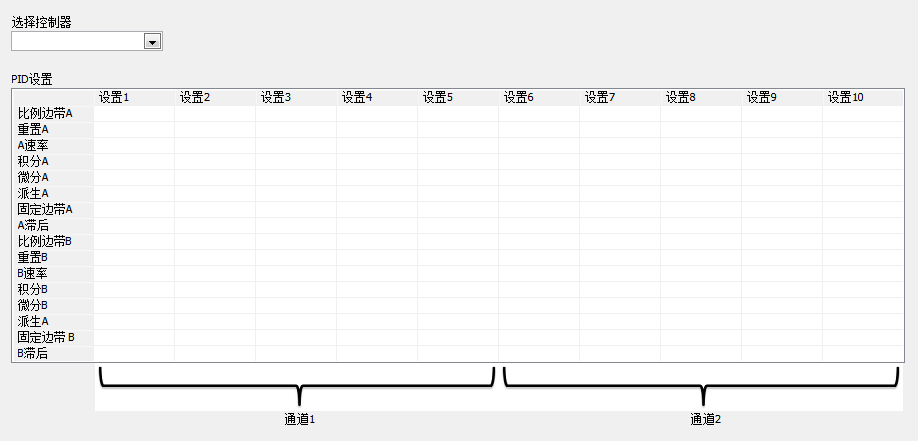 选择控制器
PID设置
设置1 设置2 设置3 设置4 设置5 设置6 设置7 设置8 设置9 设置10
比例边带A
重置A
A速率
积分A
微分A
派生A
固定边带A
A滞后
比例边带B
重置B
B速率
积分B
微分B
派生A
固定边带 B
B滞后
通道1 通道2